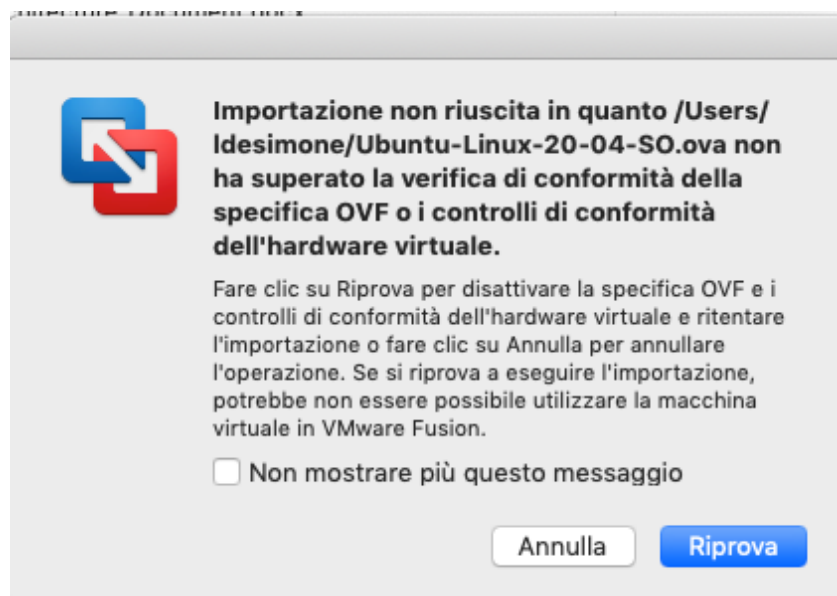 Importazione non riuscita in quanto /Users/
ldesimone/Ubuntu-Linux-20-04-SO.ova non
ha superato la verifica di conformità della
specifica OVF o i controlli di conformità
dell'hardware virtuale.
Fare clic su Riprova per disattivare la specifica OVF e i
controlli di conformità dell'hardware virtuale e ritentare
l'importazione o fare clic su Annulla per annullare
l'operazione. Se si riprova a eseguire l'importazione,
potrebbe non essere possibile utilizzare la macchina
virtuale in VMware Fusion.
Non mostrare più questo messaggio
Annulla Riprova